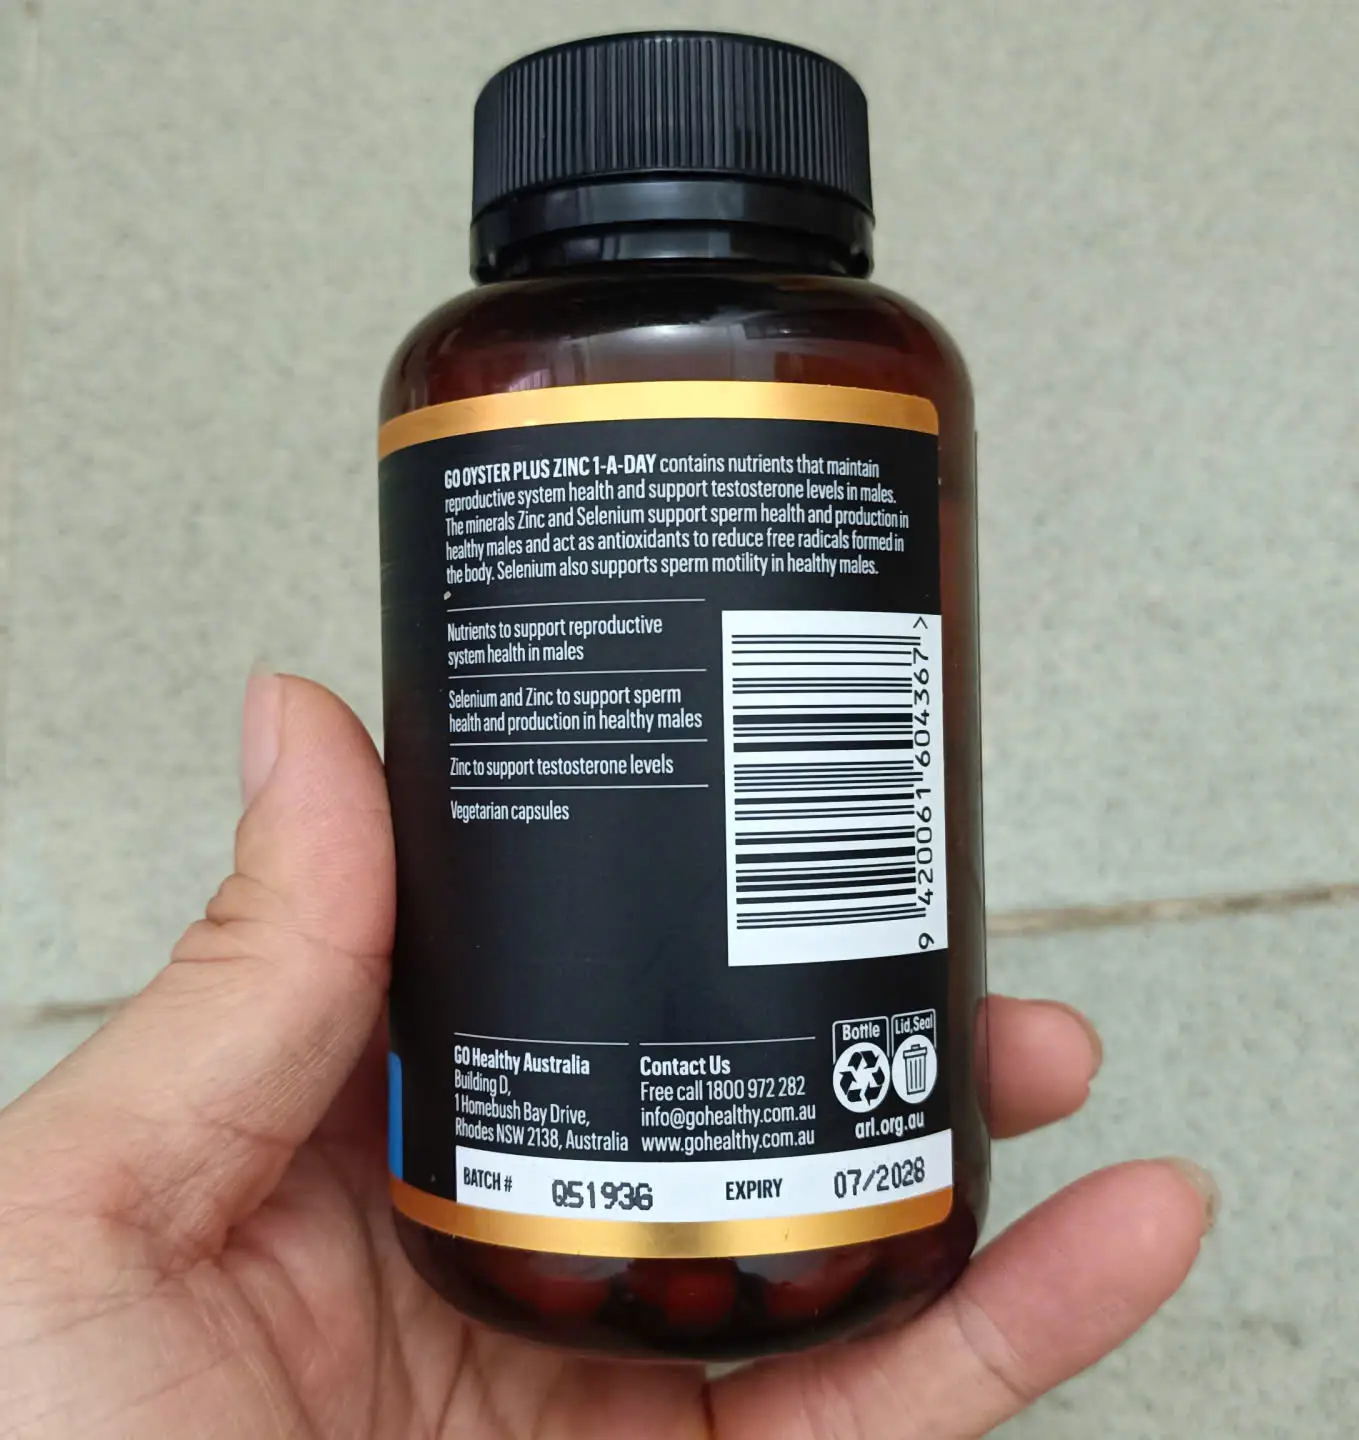 GO OYSTER PLUS ZINC 1-A-DAY contains nutrients that maintain
reproductive system health and support testosterone levels in males.
The minerals Zinc and Selenium support sperm health and production in
healthy males and act as antioxidants to reduce free radicals formed in
the body. Selenium also supports sperm motility in healthy males.
Nutrients to support reproductive
system health in males
Selenium and Zinc to support sperm
health and production in healthy males
Zinc to support testosterone levels
Vegetarian capsules
9 420061 604367 >
GO Healthy Australia
Building D,
1 Homebush Bay Drive,
Rhodes NSW 2138, Australia
Contact Us
Free call 1800 972 282
info@gohealthy.com.au
www.gohealthy.com.au
Bottle
Lid, Seal
arl.org.au
BATCH # Q51936
EXPIRY 07/2028